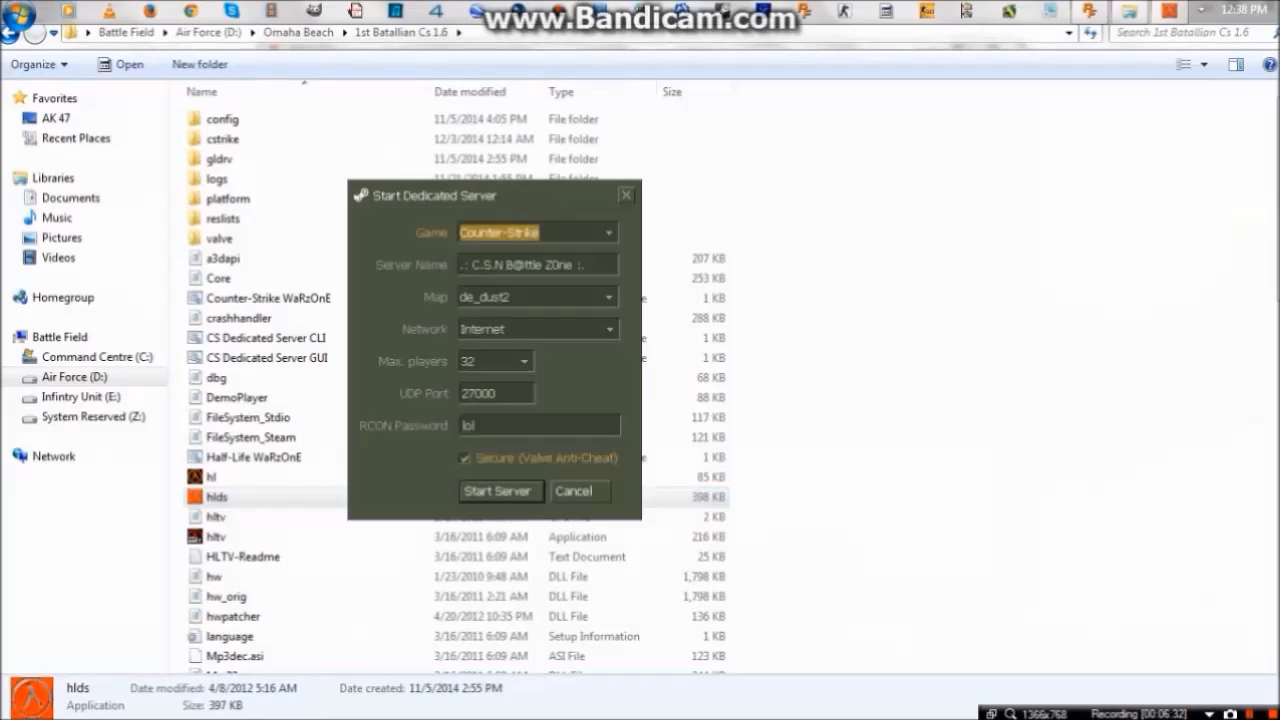 www.Bandicam.com
12:38 PM
Battle Field ▸ Air Force (D:) ▸ Omaha Beach ▸ 1st Batallian Cs 1.6 ▸
Search 1st Batallian Cs 1.6
Organize
Open
New folder
Name
Date modified
Type
Size
Favorites
AK 47
Recent Places
Libraries
Documents
Music
Pictures
Videos
Homegroup
Battle Field
Command Centre (C:)
Air Force (D:)
Infintry Unit (E:)
System Reserved (Z:)
Network
config 11/5/2014 4:05 PM File folder
cstrike 12/3/2014 12:14 AM File folder
gldrv 11/5/2014 2:55 PM File folder
logs 11/21/2014 1:55 PM File folder
platform
reslists
valve
a3dapi 207 KB
Core 253 KB
Counter-Strike WaRzOnE 1 KB
crashhandler 288 KB
CS Dedicated Server CLI 1 KB
CS Dedicated Server GUI 1 KB
dbg 68 KB
DemoPlayer 88 KB
FileSystem_Stdio 117 KB
FileSystem_Steam 121 KB
Half-Life WaRzOnE 1 KB
hl 85 KB
hlds 398 KB
hltv 2 KB
hltv 3/16/2011 6:09 AM Application 216 KB
HLTV-Readme 3/16/2011 6:09 AM Text Document 25 KB
hw 1/23/2010 9:48 AM DLL File 1,798 KB
hw_orig 3/16/2011 2:21 AM DLL File 1,798 KB
hwpatcher 4/20/2012 10:35 PM DLL File 136 KB
language 3/16/2011 6:09 AM Setup Information 1 KB
Mp3dec.asi 3/16/2011 6:09 AM ASI File 123 KB
Start Dedicated Server
Game Counter-Strike
Server Name .: C.S.N B@ttle Z0ne :.
Map de_dust2
Network Internet
Max. players 32
UDP Port 27000
RCON Password lol
Secure (Valve Anti-Cheat)
Start Server
Cancel
hlds Date modified: 4/8/2012 5:16 AM Date created: 11/5/2014 2:55 PM
Application Size: 397 KB
1366x768 Recording [00:06:32]